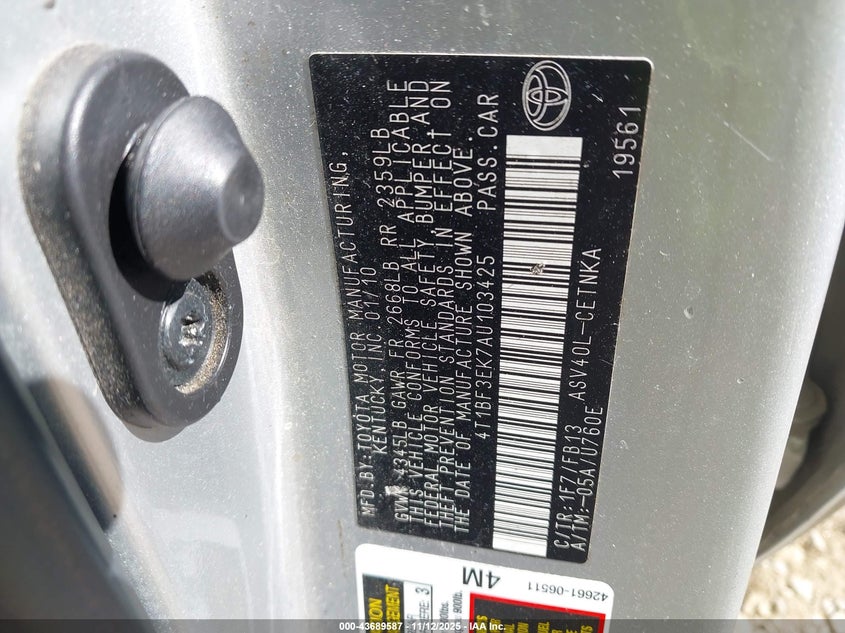 MFD.BY:TOYOTA MOTOR MANUFACTURING,
KENTUCKY, INC 01/10
GVWR 4345LB GAWR FR 2668LB RR 2359LB
THIS VEHICLE CONFORMS TO ALL APPLICABLE
FEDERAL MOTOR VEHICLE SAFETY, BUMPER, AND
THEFT PREVENTION STANDARDS IN EFFECT ON
THE DATE OF MANUFACTURE SHOWN ABOVE.
4T1BF3EK7AU103425 PASS.CAR
C/TR:1F7/FB13 ASV40L-CETNKA
A/TM:-05A/U760E
19561
4M
42661-06511
3
000-43689587 - 11/12/2025 - IAA Inc.